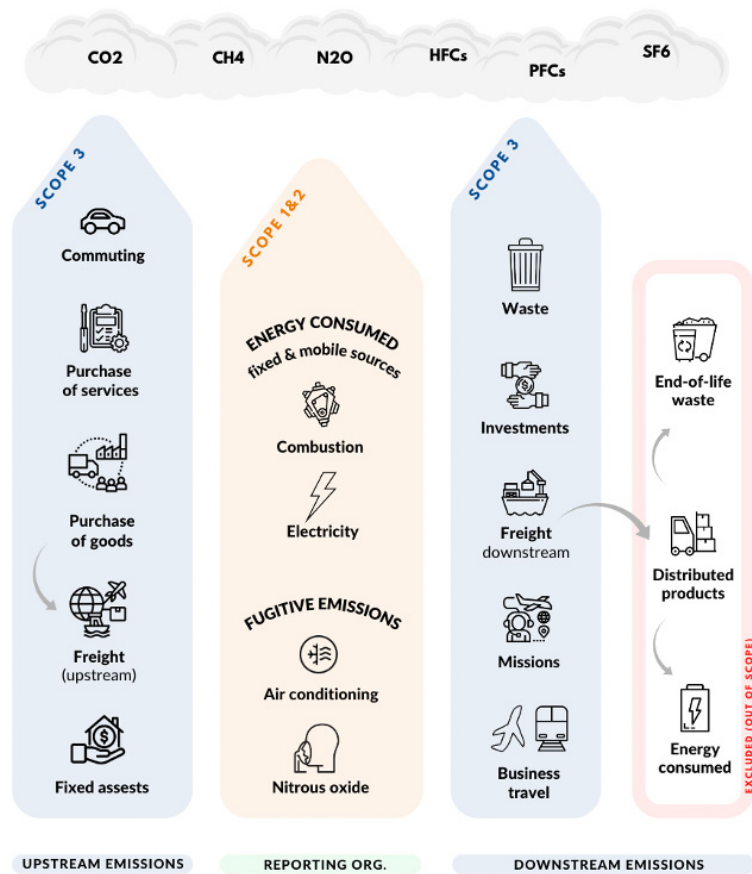 CO2
CH4
N2O
HFCs
PFCs
SF6
SCOPE 3
Commuting
Purchase
of services
Purchase
of goods
Freight
(upstream)
Fixed assests
SCOPE 1&2
ENERGY CONSUMED
fixed & mobile sources
Combustion
Electricity
FUGITIVE EMISSIONS
Air conditioning
Nitrous oxide
SCOPE 3
Waste
Investments
Freight
downstream
Missions
Business
travel
End-of-life
waste
Distributed
products
Energy
consumed
EXCLUDED (OUT OF SCOPE)
UPSTREAM EMISSIONS
REPORTING ORG.
DOWNSTREAM EMISSIONS